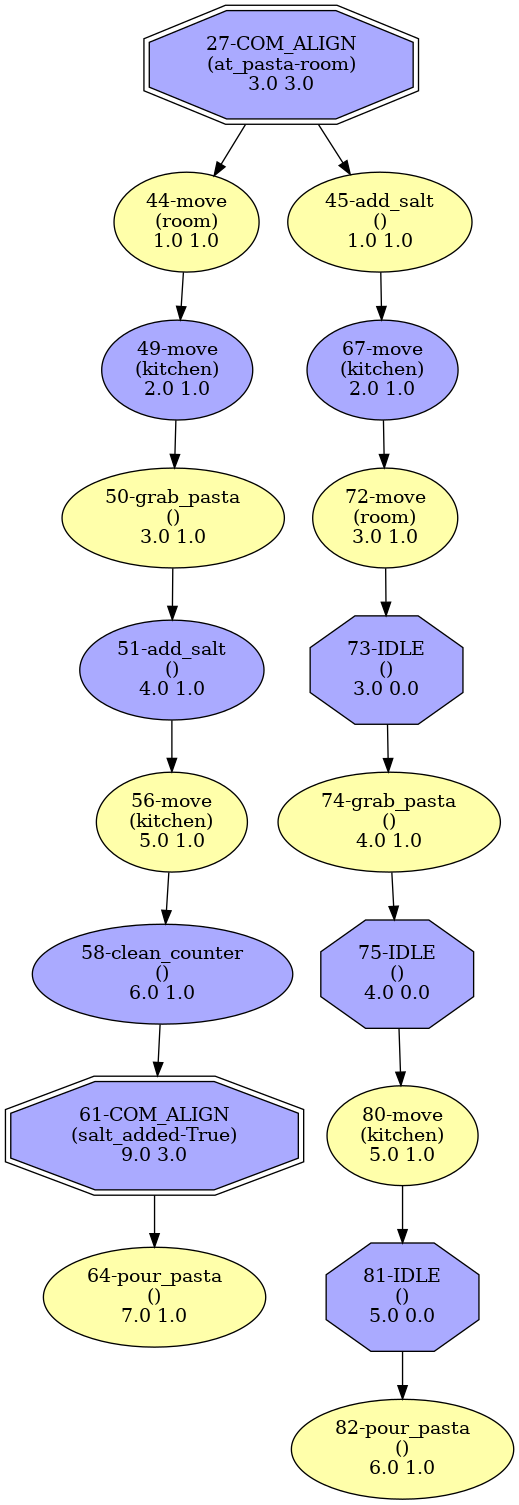 27-COM_ALIGN
(at_pasta-room)
3.0 3.0
44-move
(room)
1.0 1.0
45-add_salt
()
1.0 1.0
49-move
(kitchen)
2.0 1.0
67-move
(kitchen)
2.0 1.0
50-grab_pasta
()
3.0 1.0
72-move
(room)
3.0 1.0
51-add_salt
()
4.0 1.0
73-IDLE
()
3.0 0.0
56-move
(kitchen)
5.0 1.0
74-grab_pasta
()
4.0 1.0
58-clean_counter
()
6.0 1.0
75-IDLE
()
4.0 0.0
61-COM_ALIGN
(salt_added-True)
9.0 3.0
80-move
(kitchen)
5.0 1.0
64-pour_pasta
()
7.0 1.0
81-IDLE
()
5.0 0.0
82-pour_pasta
()
6.0 1.0